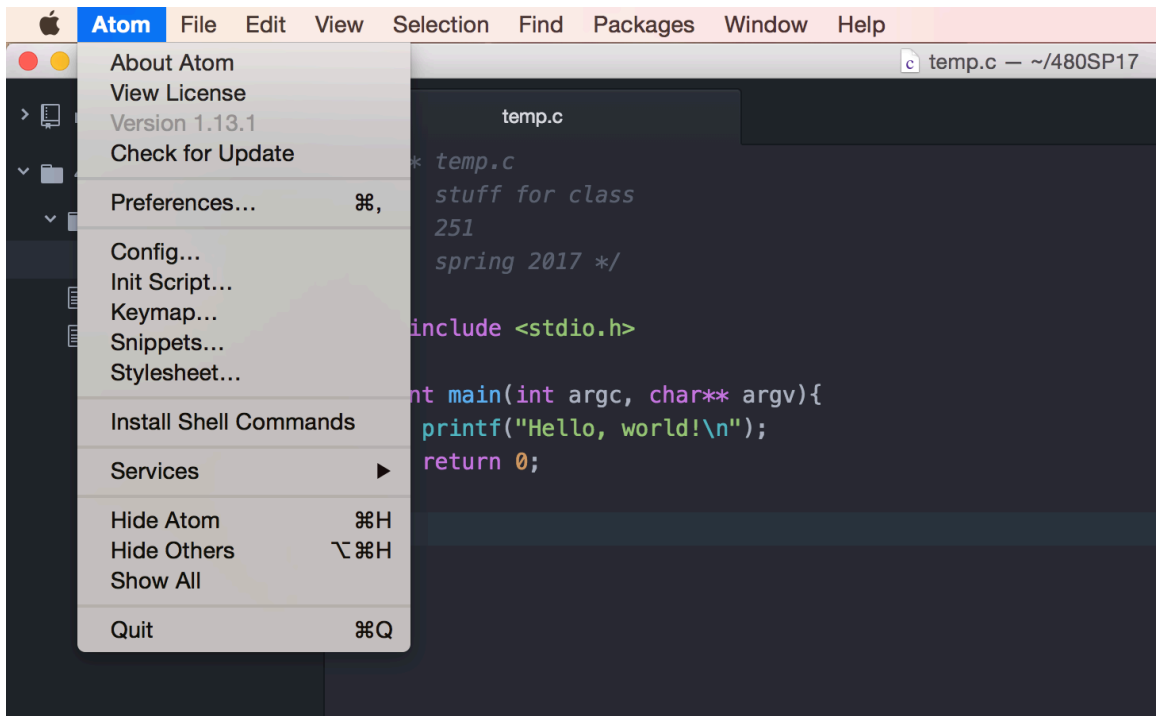 Atom File Edit View Selection Find Packages Window Help
c temp.c — ~/480SP17
About Atom
View License
Version 1.13.1
Check for Update
Preferences... ⌘,
Config...
Init Script...
Keymap...
Snippets...
Stylesheet...
Install Shell Commands
Services ▶
Hide Atom ⌘H
Hide Others ⌥⌘H
Show All
Quit ⌘Q
temp.c
* temp.c
stuff for class
251
spring 2017 */
include <stdio.h>
nt main(int argc, char** argv){
printf("Hello, world!\n");
return 0;